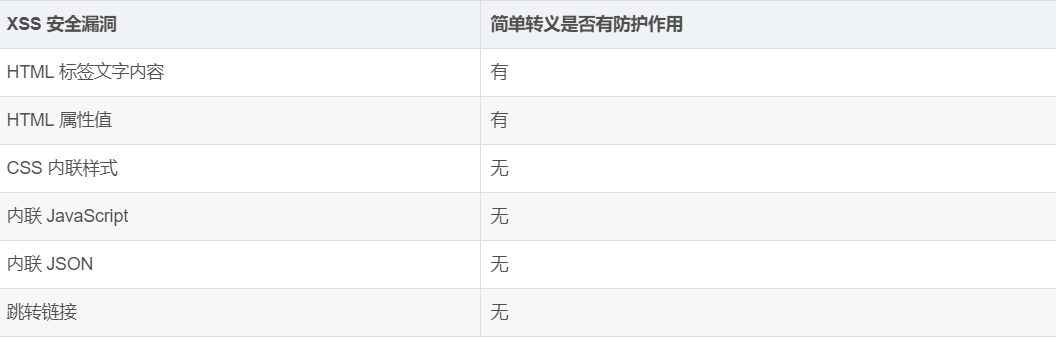 XSS 安全漏洞 简单转义是否有防护作用
HTML 标签文字内容 有
HTML 属性值 有
CSS 内联样式 无
内联 JavaScript 无
内联 JSON 无
跳转链接 无